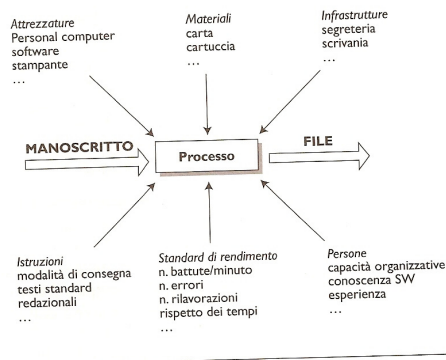 Attrezzature
Personal computer
software
stampante
…
Materiali
carta
cartuccia
…
Infrastrutture
segreteria
scrivania
…
MANOSCRITTO
Processo
FILE
Istruzioni
modalità di consegna
testi standard
redazionali
…
Standard di rendimento
n. battute/minuto
n. errori
n. rilavorazioni
rispetto dei tempi
…
Persone
capacità organizzative
conoscenza SW
esperienza
…